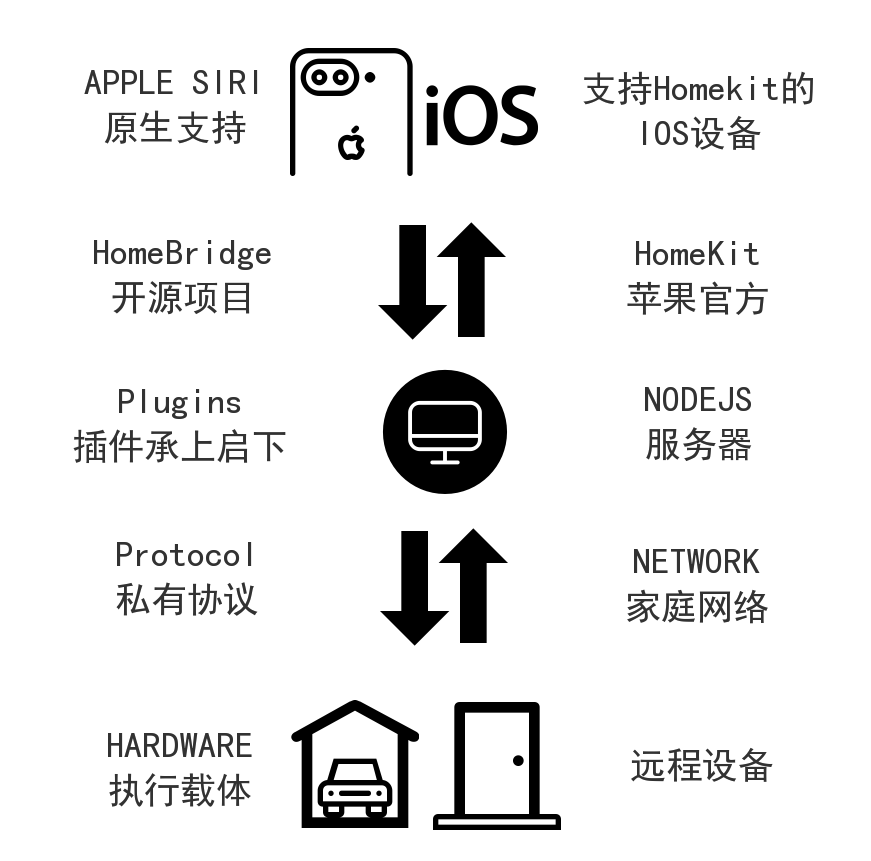 APPLE SIRI
原生支持
iOS
支持Homekit的
IOS设备
HomeBridge
开源项目
HomeKit
苹果官方
Plugins
插件承上启下
NODEJS
服务器
Protocol
私有协议
NETWORK
家庭网络
HARDWARE
执行载体
远程设备